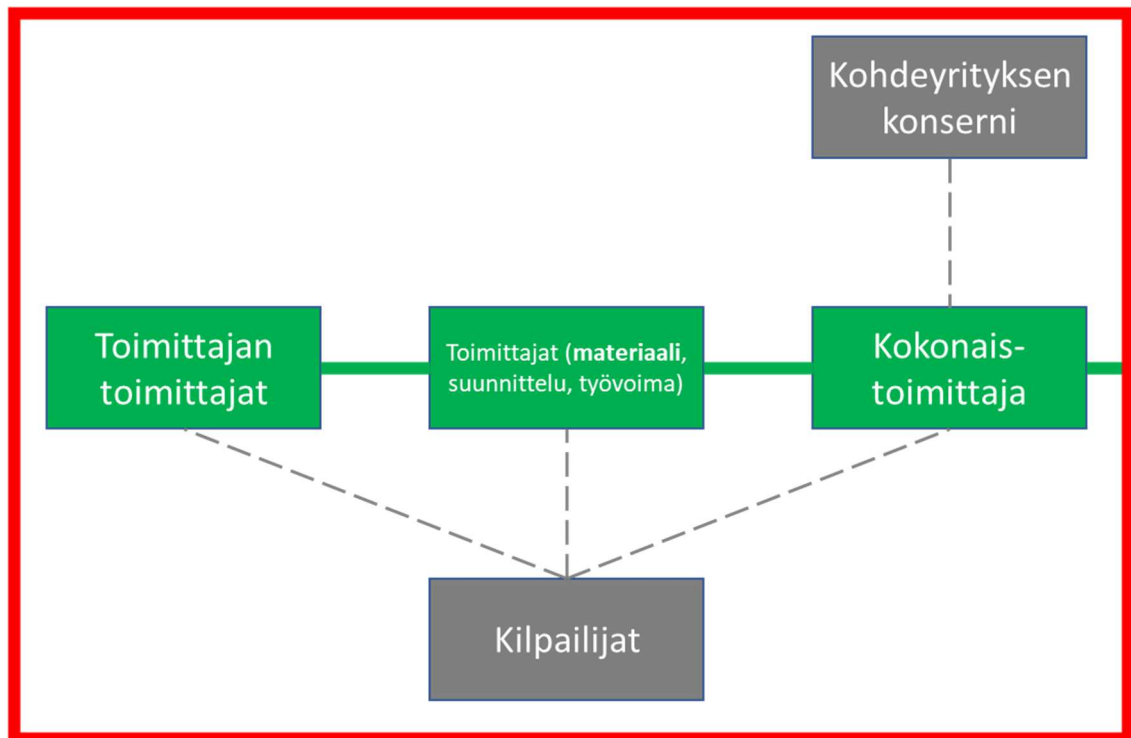 Kohdeyrityksen
konserni
Toimittajan
toimittajat
Toimittajat (materiaali,
suunnittelu, työvoima)
Kokonais-
toimittaja
Kilpailijat